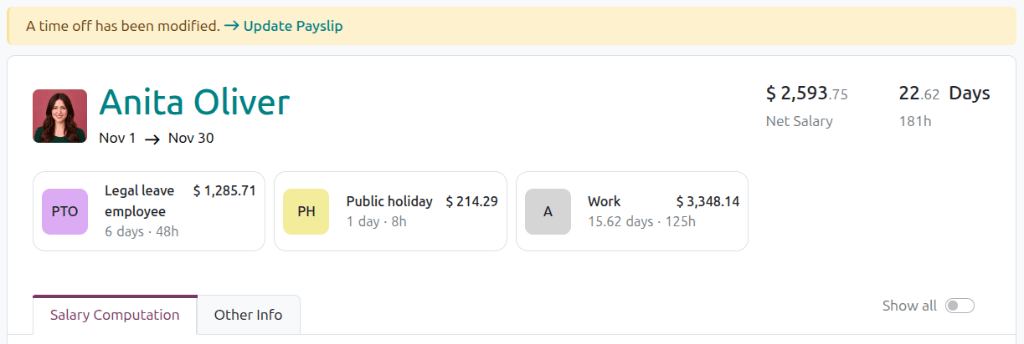 A time off has been modified. → Update Payslip
Anita Oliver
Nov 1 → Nov 30
$ 2,593.75
Net Salary
22.62 Days
181h
PTO
Legal leave employee $ 1,285.71
6 days · 48h
PH
Public holiday $ 214.29
1 day · 8h
A
Work $ 3,348.14
15.62 days · 125h
Salary Computation
Other Info
Show all